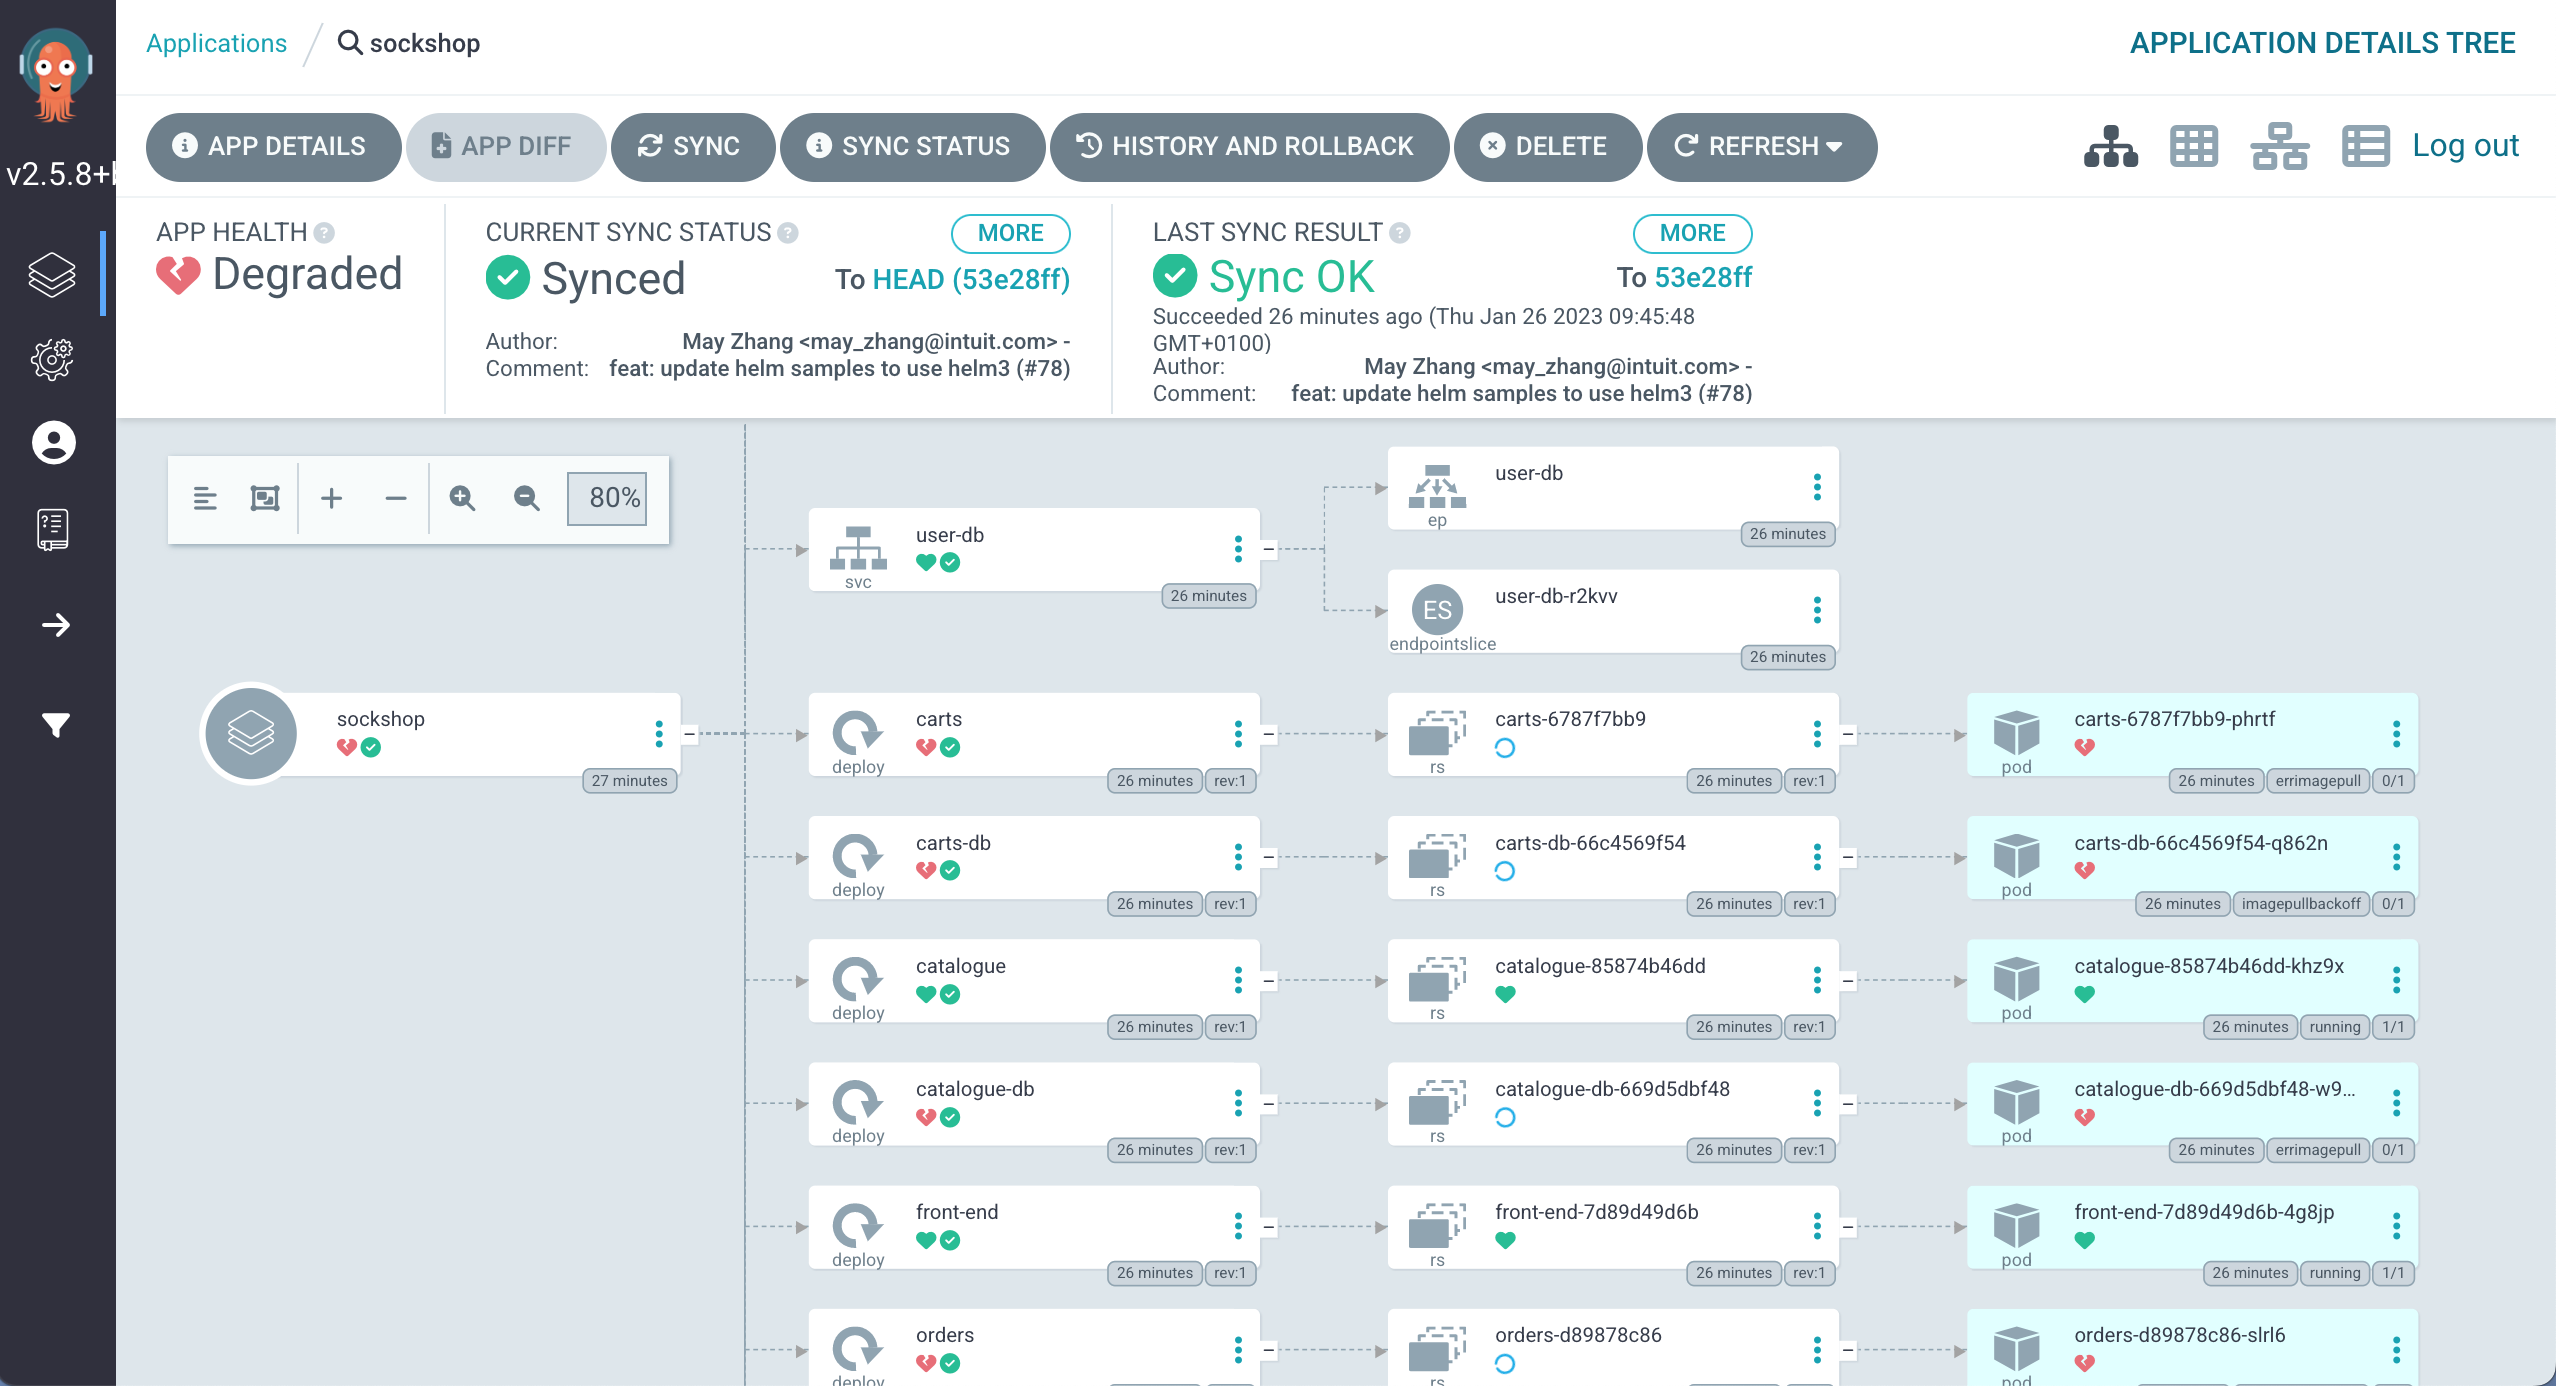 Applications
sockshop
APPLICATION DETAILS TREE
v2.5.8+
APP DETAILS
APP DIFF
SYNC
SYNC STATUS
HISTORY AND ROLLBACK
DELETE
REFRESH
Log out
APP HEALTH ?
Degraded
CURRENT SYNC STATUS ?
MORE
Synced
To HEAD (53e28ff)
Author: May Zhang <may_zhang@intuit.com> -
Comment: feat: update helm samples to use helm3 (#78)
LAST SYNC RESULT ?
MORE
Sync OK
To 53e28ff
Succeeded 26 minutes ago (Thu Jan 26 2023 09:45:48
GMT+0100)
Author: May Zhang <may_zhang@intuit.com> -
Comment: feat: update helm samples to use helm3 (#78)
80%
user-db
ep
26 minutes
user-db
svc
26 minutes
ES
user-db-r2kvv
endpointslice
26 minutes
sockshop
27 minutes
carts
deploy
26 minutes rev:1
carts-6787f7bb9
rs
26 minutes rev:1
carts-6787f7bb9-phrtf
pod
26 minutes errimagepull 0/1
carts-db
deploy
26 minutes rev:1
carts-db-66c4569f54
rs
26 minutes rev:1
carts-db-66c4569f54-q862n
pod
26 minutes imagepullbackoff 0/1
catalogue
deploy
26 minutes rev:1
catalogue-85874b46dd
rs
26 minutes rev:1
catalogue-85874b46dd-khz9x
pod
26 minutes running 1/1
catalogue-db
deploy
26 minutes rev:1
catalogue-db-669d5dbf48
rs
26 minutes rev:1
catalogue-db-669d5dbf48-w9...
pod
26 minutes errimagepull 0/1
front-end
deploy
26 minutes rev:1
front-end-7d89d49d6b
rs
26 minutes rev:1
front-end-7d89d49d6b-4g8jp
pod
26 minutes running 1/1
orders
deploy
orders-d89878c86
rs
orders-d89878c86-slrl6
pod